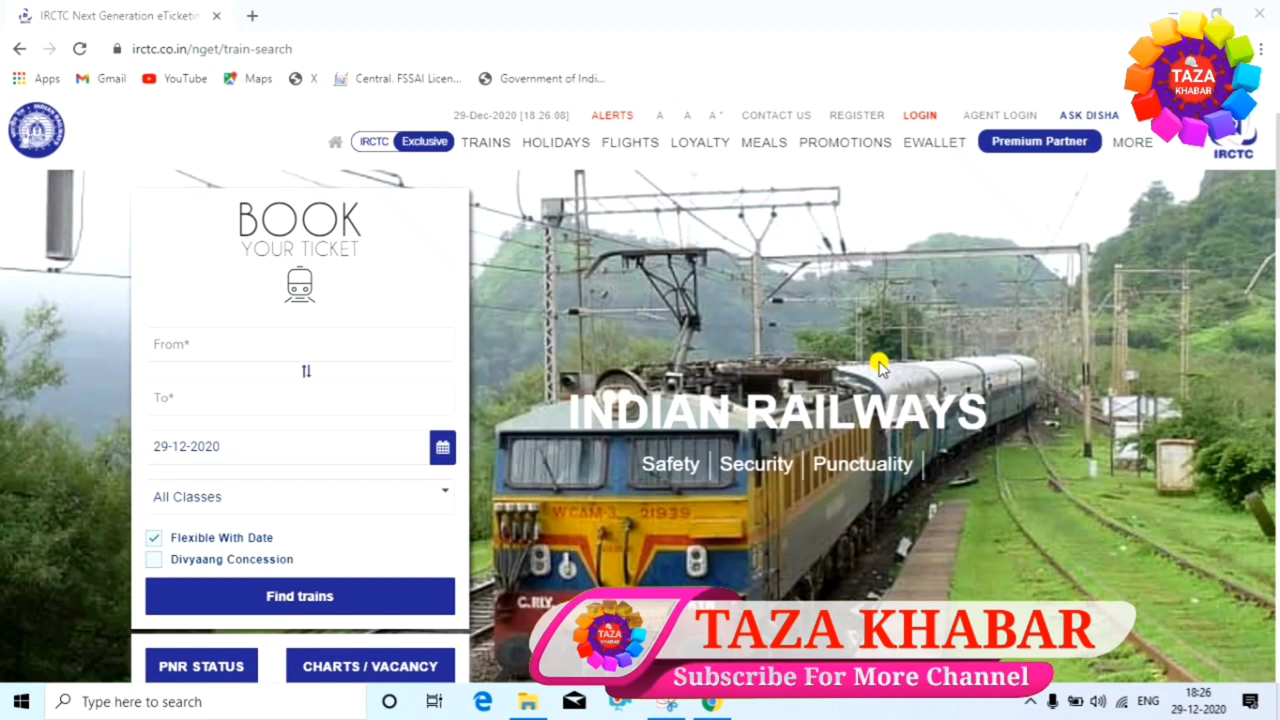 IRCTC Next Generation eTicketin
irctc.co.in/nget/train-search
Apps Gmail YouTube Maps X Central. FSSAI Licen... Government of Indi...
TAZA
KHABAR
29-Dec-2020 [18:26:08] ALERTS A A A+ CONTACT US REGISTER LOGIN AGENT LOGIN ASK DISHA
IRCTC Exclusive TRAINS HOLIDAYS FLIGHTS LOYALTY MEALS PROMOTIONS EWALLET Premium Partner MORE
IRCTC
BOOK
YOUR TICKET
From*
To*
29-12-2020
All Classes
Flexible With Date
Divyaang Concession
Find trains
PNR STATUS
CHARTS / VACANCY
INDIAN RAILWAYS
Safety Security Punctuality
WCAM-3 21939
C.RLY
TAZA
KHABAR
TAZA KHABAR
Subscribe For More Channel
Type here to search
ENG
18:26
29-12-2020